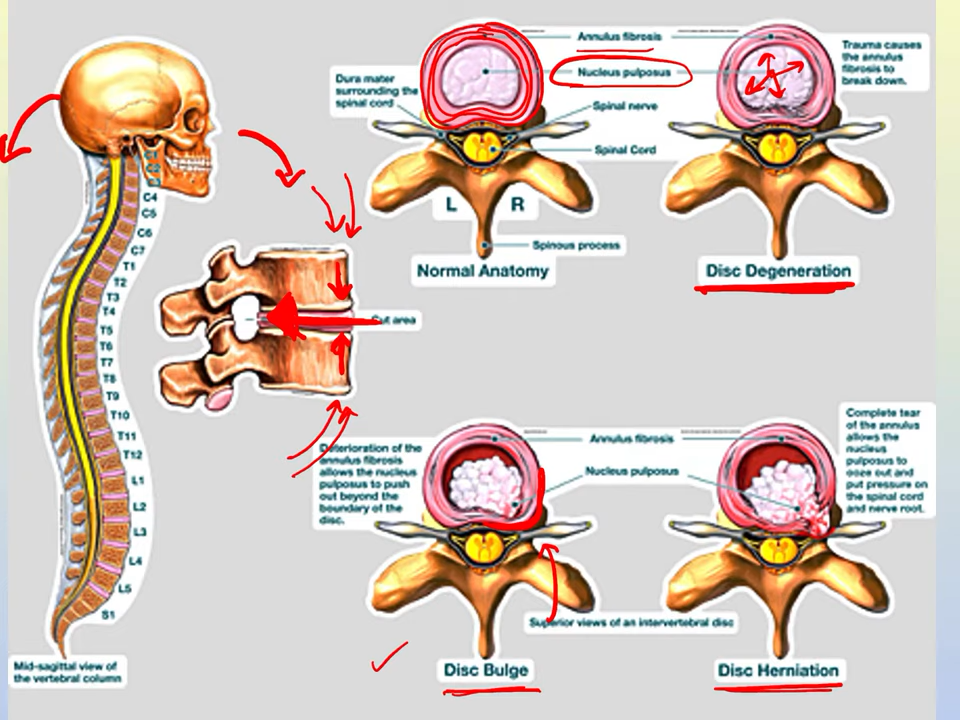 Annulus fibrosis
Nucleus pulposus
Dura mater
surrounding the
spinal cord
Spinal nerve
Spinal Cord
Trauma causes
the annulus
fibrosis to
break down.
L
R
Spinous process
Normal Anatomy
Disc Degeneration
C1
C2
C4
C5
C6
C7
T1
T2
T3
T4
T5
T6
T7
T8
T9
T10
T11
T12
L1
L2
L3
L4
L5
S1
Mid-sagittal view of
the vertebral column
Cut area
Deterioration of the
annulus fibrosis
allows the nucleus
pulposus to push
out beyond the
boundary of the
disc.
Annulus fibrosis
Nucleus pulposus
Complete tear
of the annulus
allows the
nucleus
pulposus to
ooze out and
put pressure on
the spinal cord
and nerve root.
Superior views of an intervertebral disc
Disc Bulge
Disc Herniation